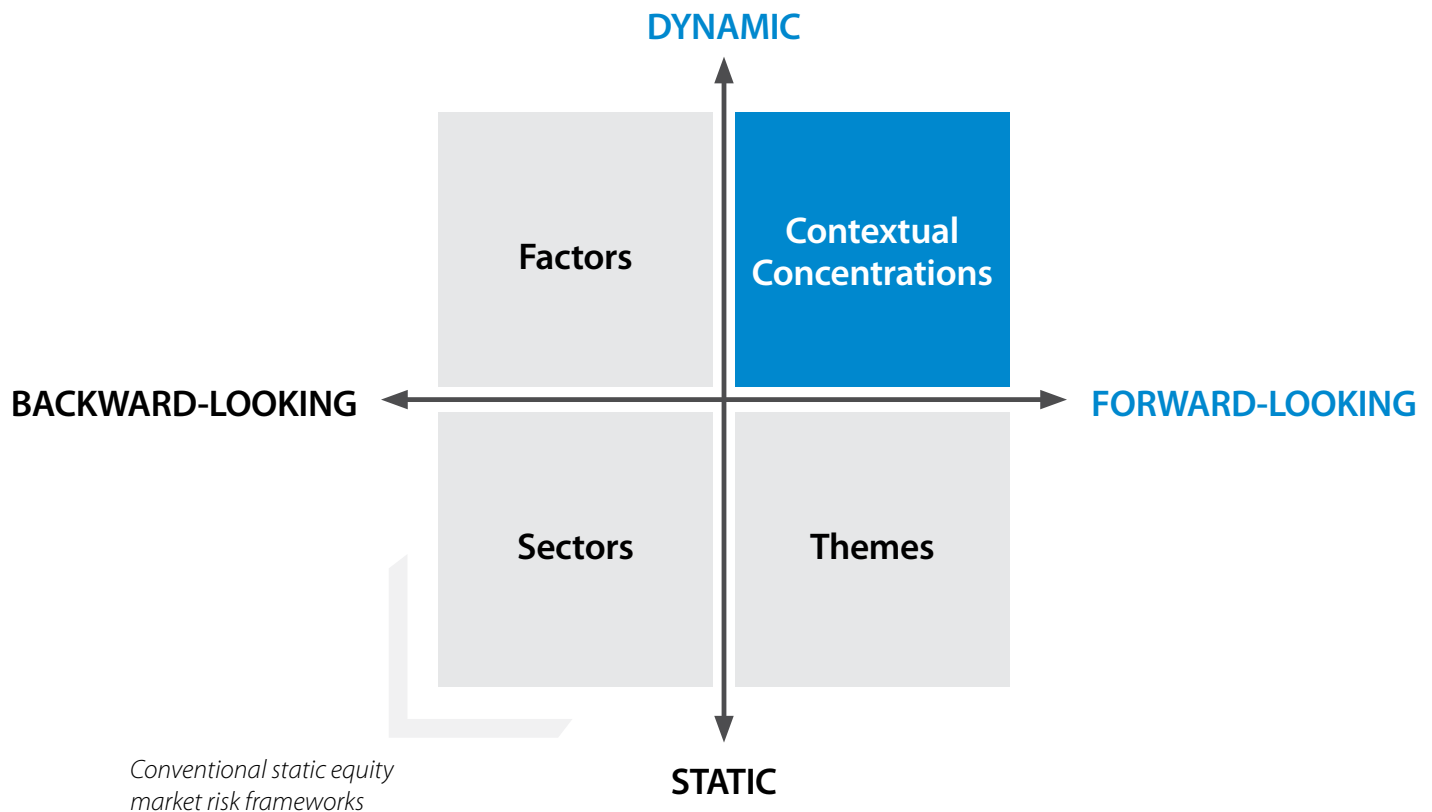 DYNAMIC
Factors
Contextual
Concentrations
BACKWARD-LOOKING
FORWARD-LOOKING
Sectors
Themes
Conventional static equity
market risk frameworks
STATIC